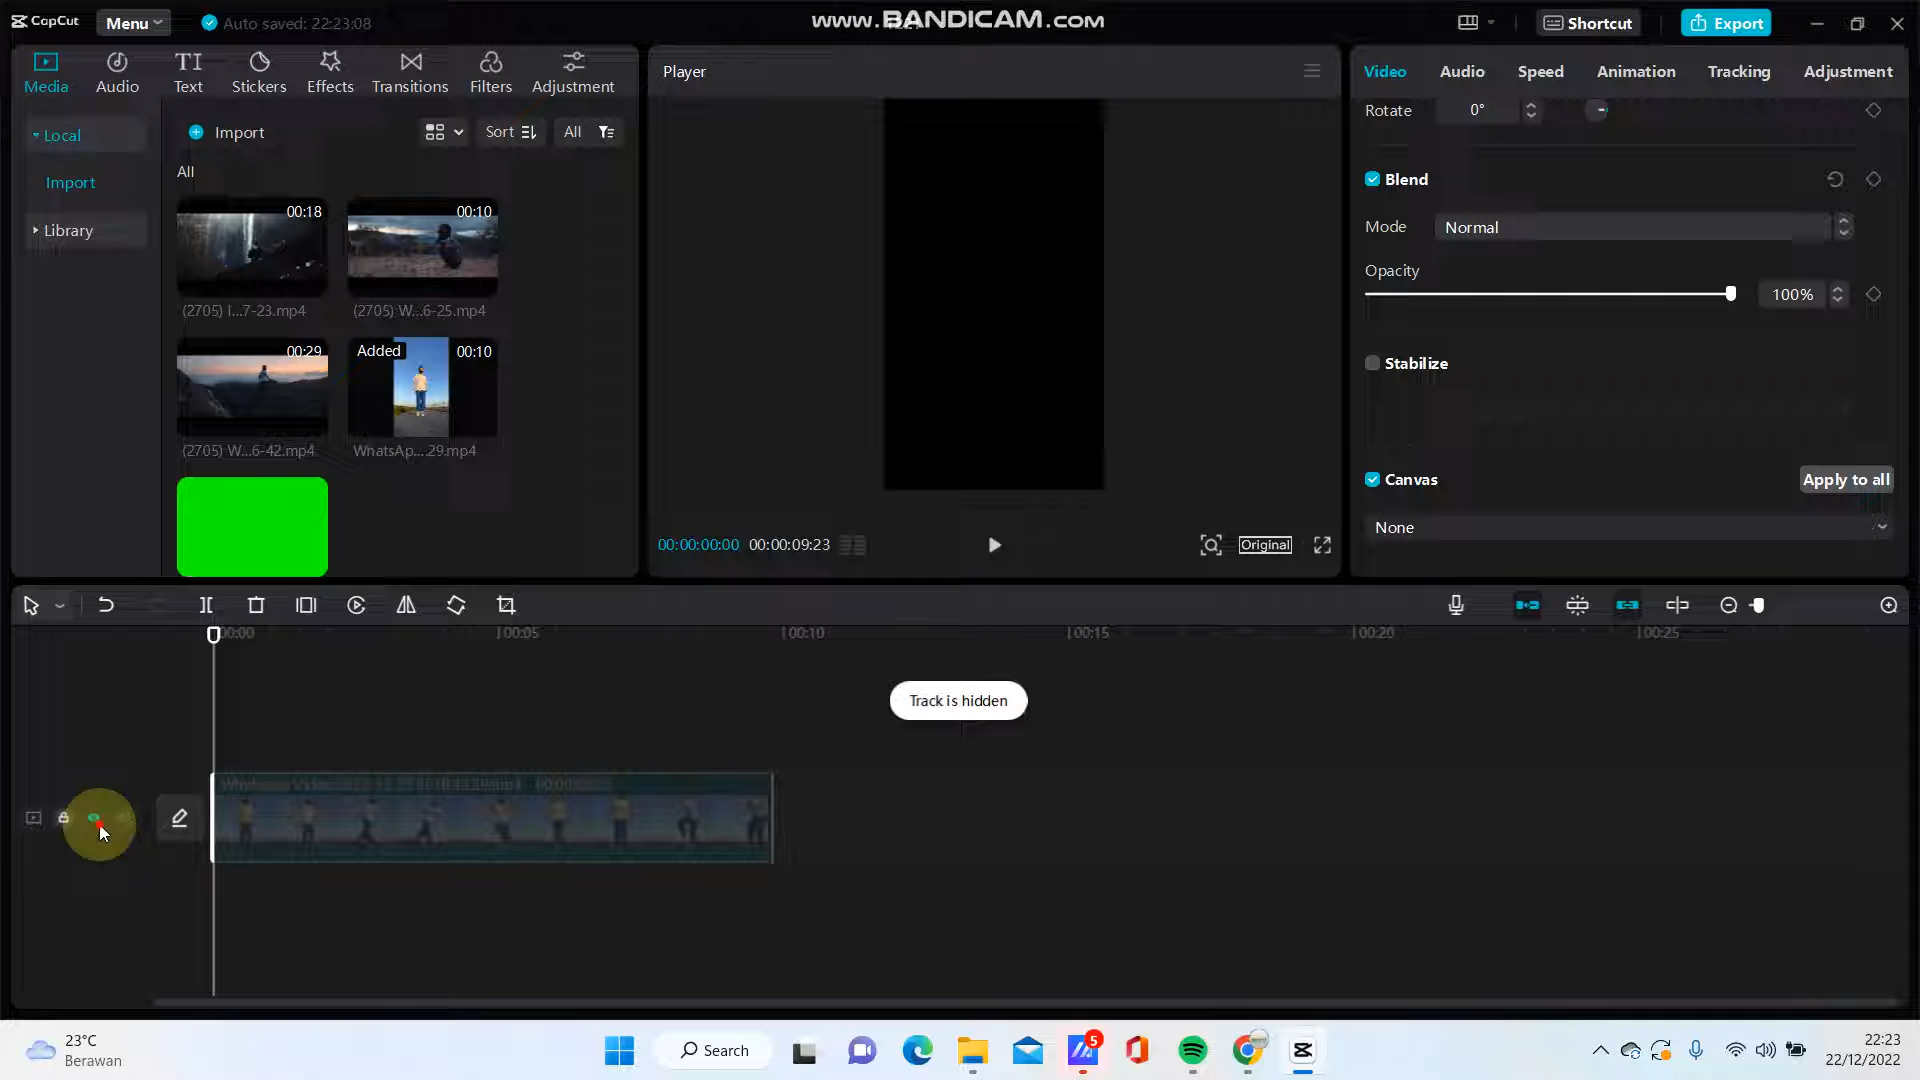 CapCut
Menu
Auto saved: 22:23:08
www.BANDICAM.com
Shortcut
Export
Media
Audio
Text
Stickers
Effects
Transitions
Filters
Adjustment
Local
Import
Library
Import
Sort
All
All
00:18
(2705) I...7-23.mp4
00:10
(2705) W...6-25.mp4
00:29
(2705) W...6-42.mp4
Added
00:10
WhatsAp....29.mp4
Player
00:00:00:00
00:00:09:23
Original
Video
Audio
Speed
Animation
Tracking
Adjustment
Rotate
0°
Blend
Mode
Normal
Opacity
100%
Stabilize
Canvas
Apply to all
None
00:00
00:05
00:10
00:15
00:20
00:25
Track is hidden
23°C
Berawan
Search
5
22:23
22/12/2022